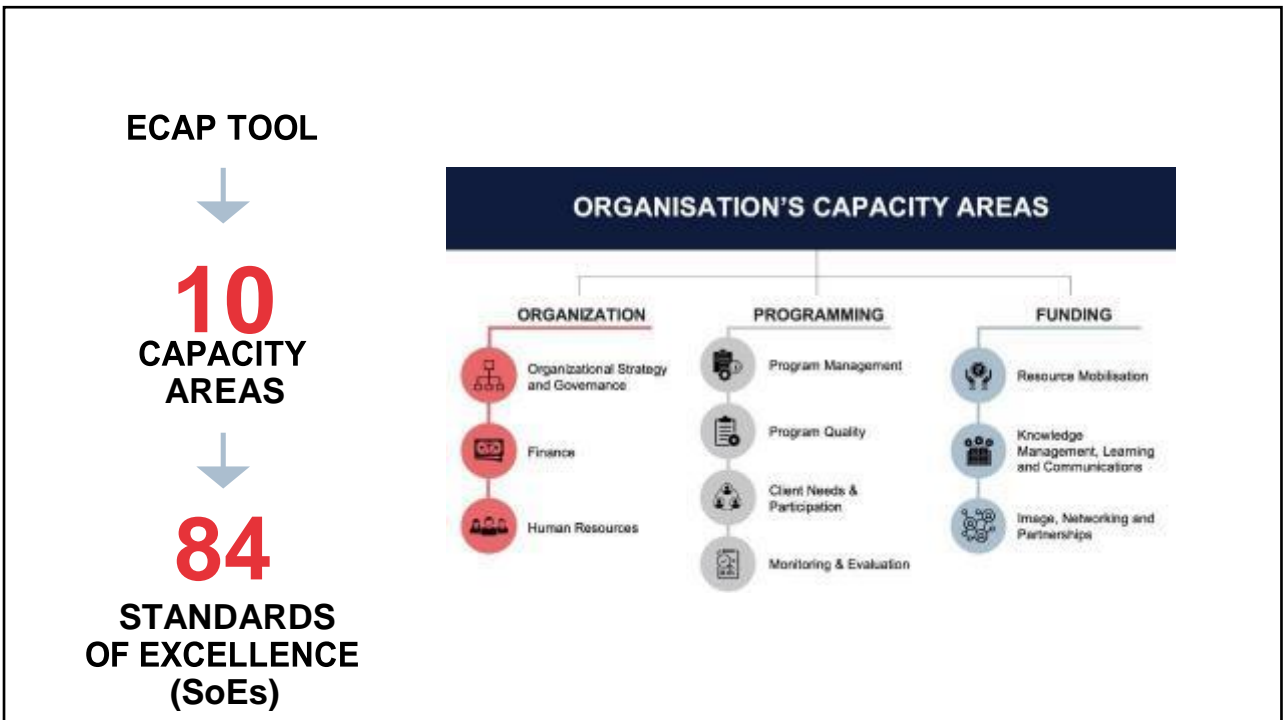 ECAP TOOL
10
CAPACITY
AREAS
84
STANDARDS
OF EXCELLENCE
(SoEs)
ORGANISATION'S CAPACITY AREAS
ORGANIZATION
Organizational Strategy
and Governance
Finance
Human Resources
PROGRAMMING
Program Management
Program Quality
Client Needs &
Participation
Monitoring & Evaluation
FUNDING
Resource Mobilisation
Knowledge
Management, Learning
and Communications
Image, Networking and
Partnerships